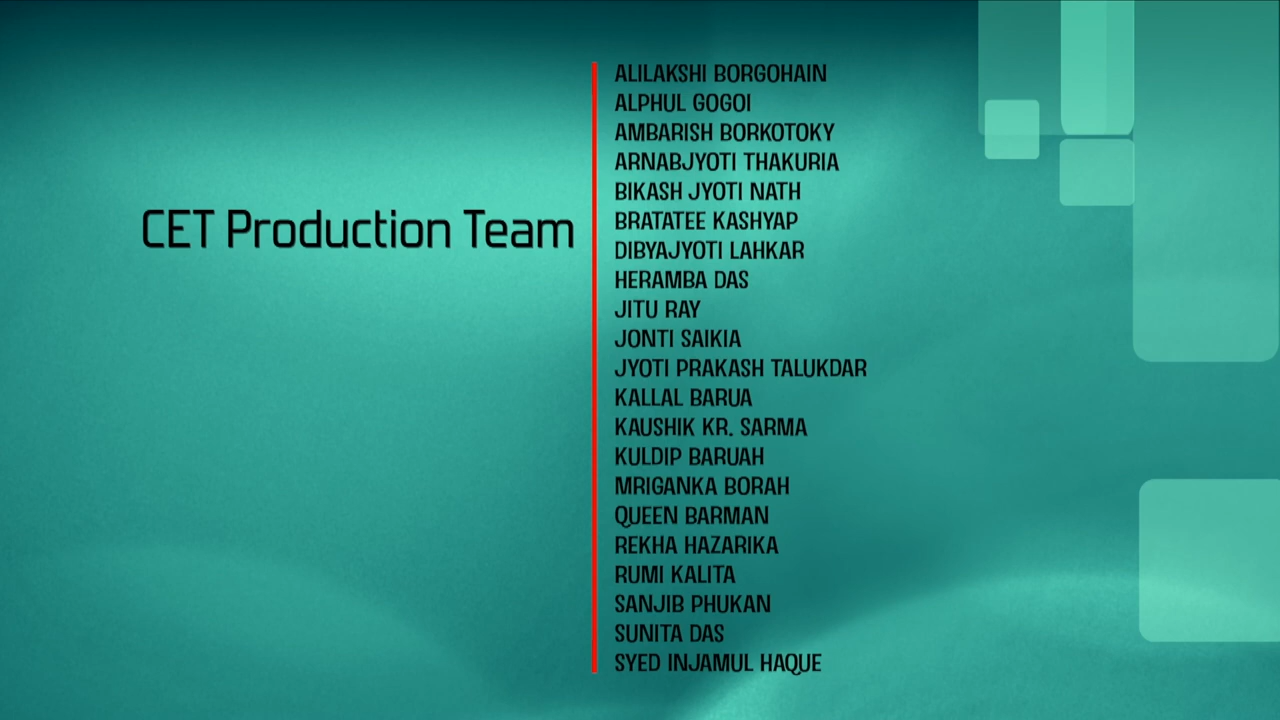 CET Production Team
ALILAKSHI BORGOHAIN
ALPHUL GOGOI
AMBARISH BORKOTOKY
ARNABJYOTI THAKURIA
BIKASH JYOTI NATH
BRATATEE KASHYAP
DIBYAJYOTI LAHKAR
HERAMBA DAS
JITU RAY
JONTI SAIKIA
JYOTI PRAKASH TALUKDAR
KALLAL BARUA
KAUSHIK KR. SARMA
KULDIP BARUAH
MRIGANKA BORAH
QUEEN BARMAN
REKHA HAZARIKA
RUMI KALITA
SANJIB PHUKAN
SUNITA DAS
SYED INJAMUL HAQUE